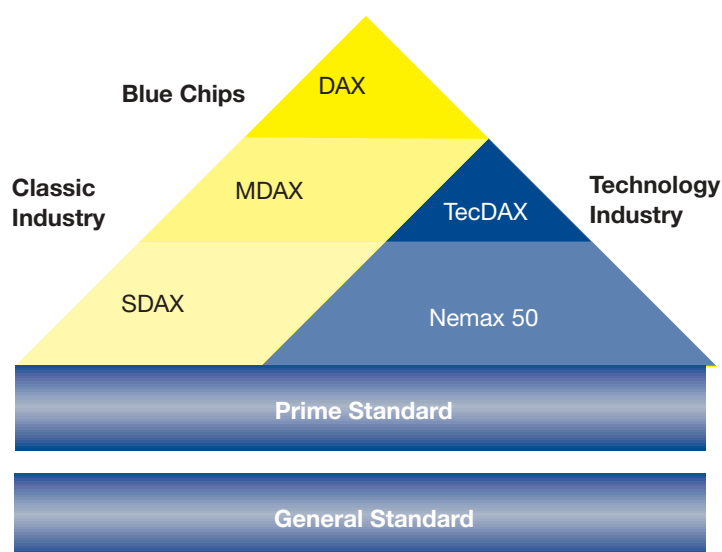 DAX
Blue Chips
MDAX
Classic
Industry
TecDAX
Technology
Industry
SDAX
Nemax 50
Prime Standard
General Standard